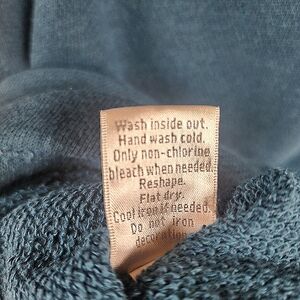 Wash inside out.
Hand wash cold.
Only non-chlorine
bleach when needed.
Reshape.
Flat dry.
Cool iron if needed.
Do not iron
decoration